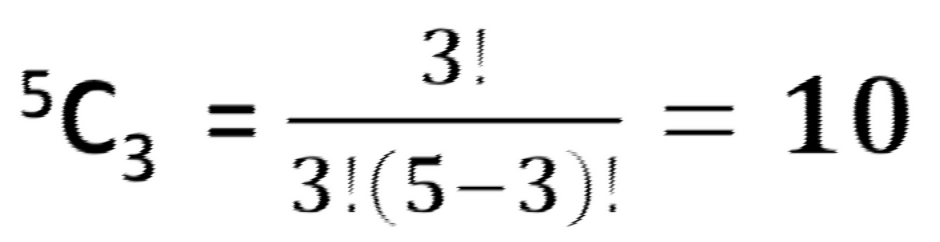 ⁵C₃ = 3! / 3!(5−3)! = 10